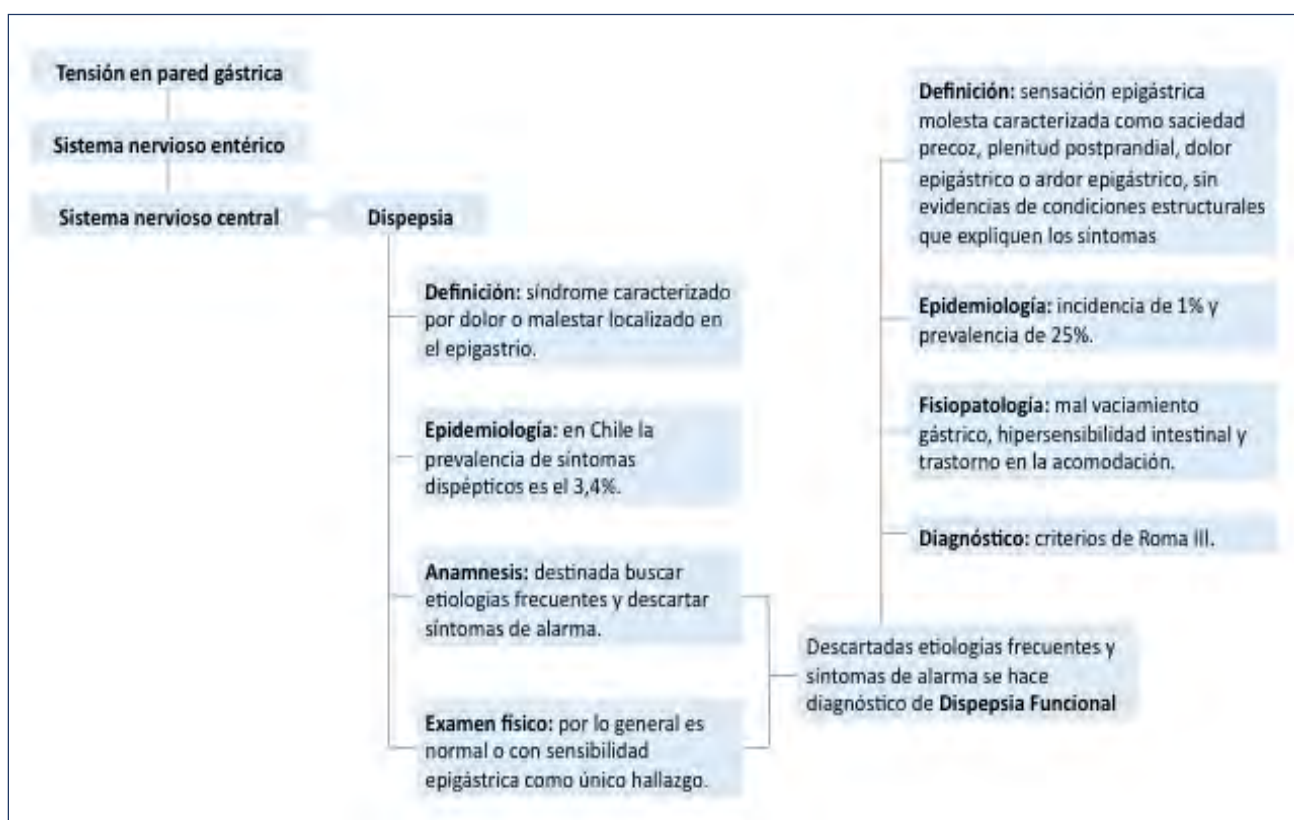 Tensión en pared gástrica
Sistema nervioso entérico
Sistema nervioso central
Dispepsia
Definición: síndrome caracterizado
por dolor o malestar localizado en
el epigastrio.
Epidemiología: en Chile la
prevalencia de síntomas
dispépticos es el 3,4%.
Anamnesis: destinada buscar
etiologías frecuentes y descartar
síntomas de alarma.
Examen físico: por lo general es
normal o con sensibilidad
epigástrica como único hallazgo.
Descartadas etiologías frecuentes y
síntomas de alarma se hace
diagnóstico de Dispepsia Funcional
Definición: sensación epigástrica
molesta caracterizada como saciedad
precoz, plenitud postprandial, dolor
epigástrico o ardor epigástrico, sin
evidencias de condiciones estructurales
que expliquen los síntomas
Epidemiología: incidencia de 1% y
prevalencia de 25%.
Fisiopatología: mal vaciamiento
gástrico, hipersensibilidad intestinal y
trastorno en la acomodación.
Diagnóstico: criterios de Roma III.